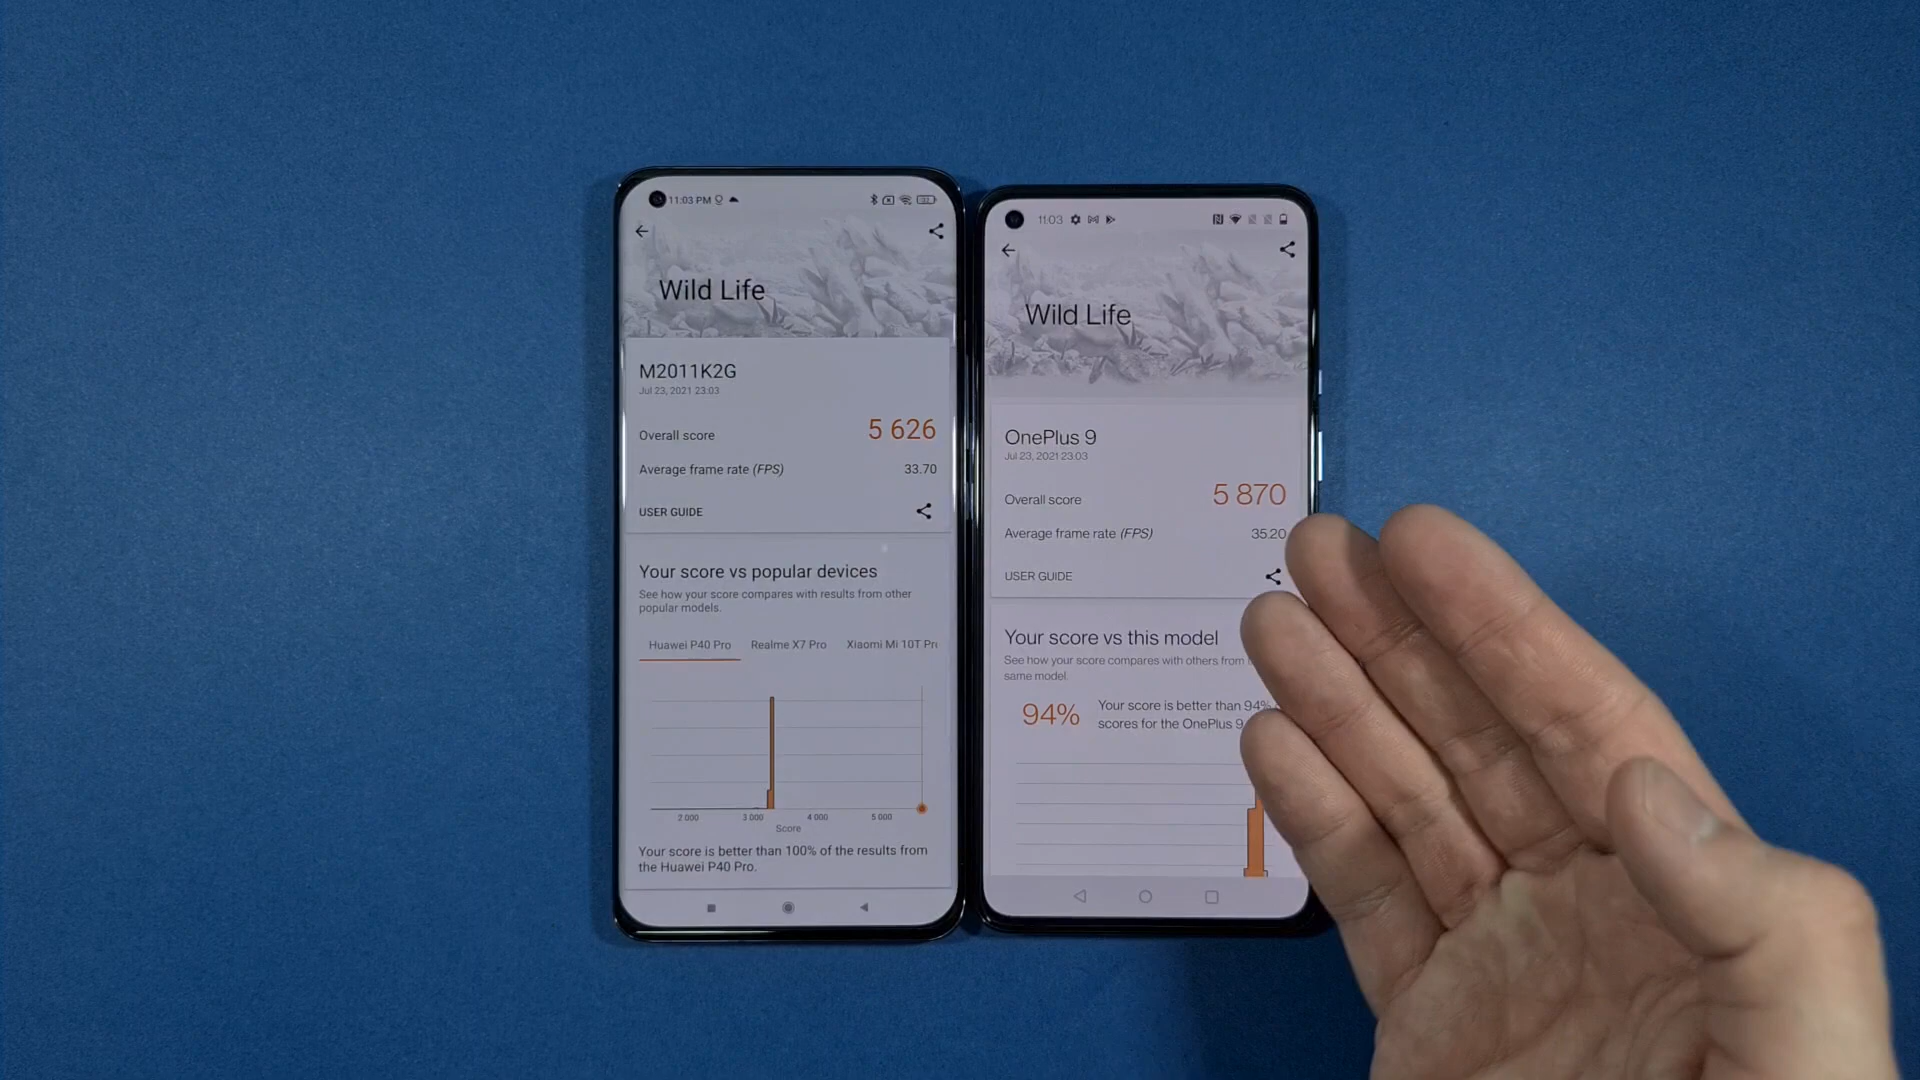 11:03 PM
Wild Life
M2011K2G
Jul 23, 2021 23:03
Overall score
5 626
Average frame rate (FPS)
33.70
USER GUIDE
Your score vs popular devices
See how your score compares with results from other
popular models.
Huawei P40 Pro
Realme X7 Pro
Xiaomi Mi 10T Pr
2 000
3 000
4 000
5 000
Score
Your score is better than 100% of the results from
the Huawei P40 Pro.
11:03
Wild Life
OnePlus 9
Jul 23, 2021 23:03
Overall score
5 870
Average frame rate (FPS)
35.20
USER GUIDE
Your score vs this model
See how your score compares with others from
same model.
94%
Your score is better than 94%
scores for the OnePlus 9